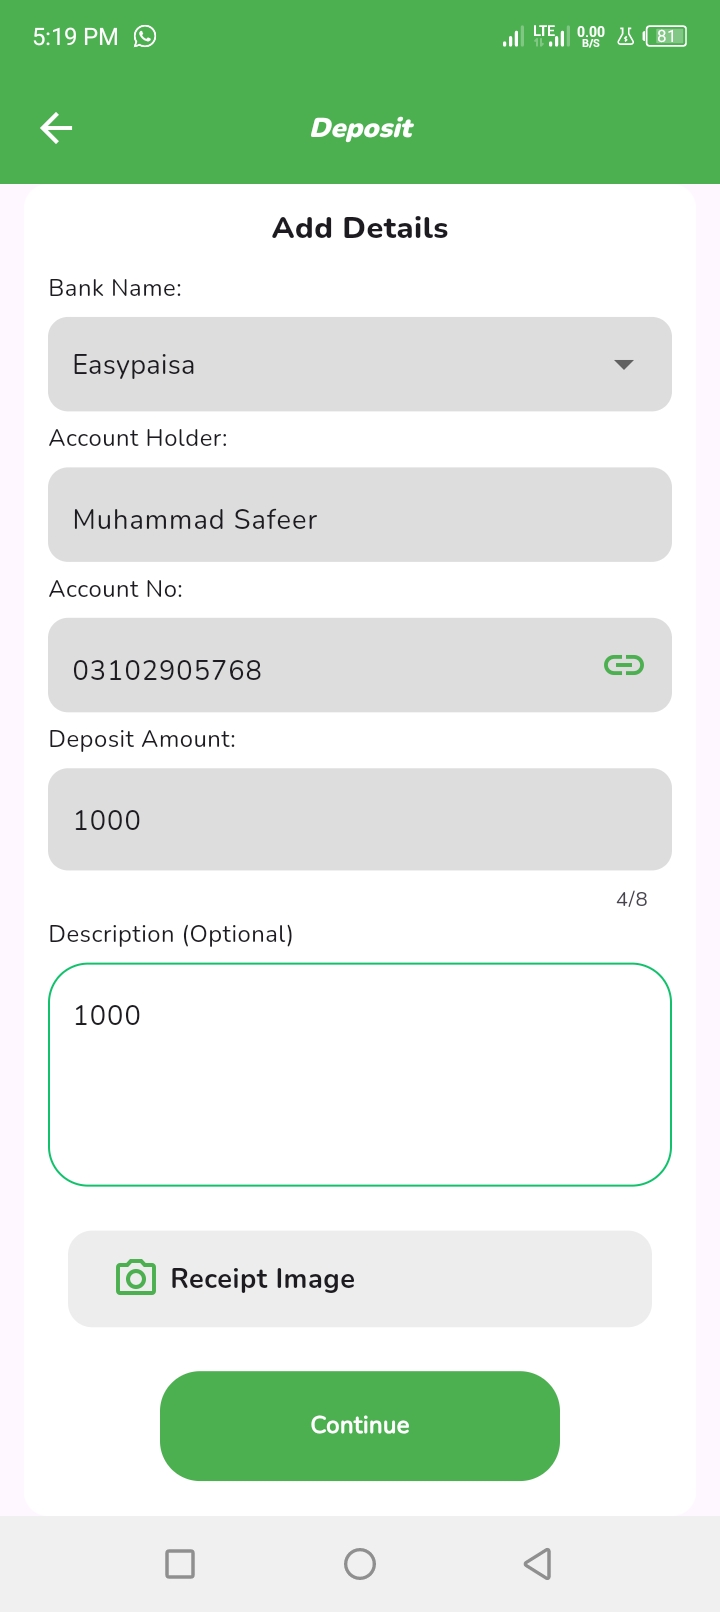 5:19 PM
LTE 0.00 B/S 81
Deposit
Add Details
Bank Name:
Easypaisa
Account Holder:
Muhammad Safeer
Account No:
03102905768
Deposit Amount:
1000
4/8
Description (Optional)
1000
Receipt Image
Continue